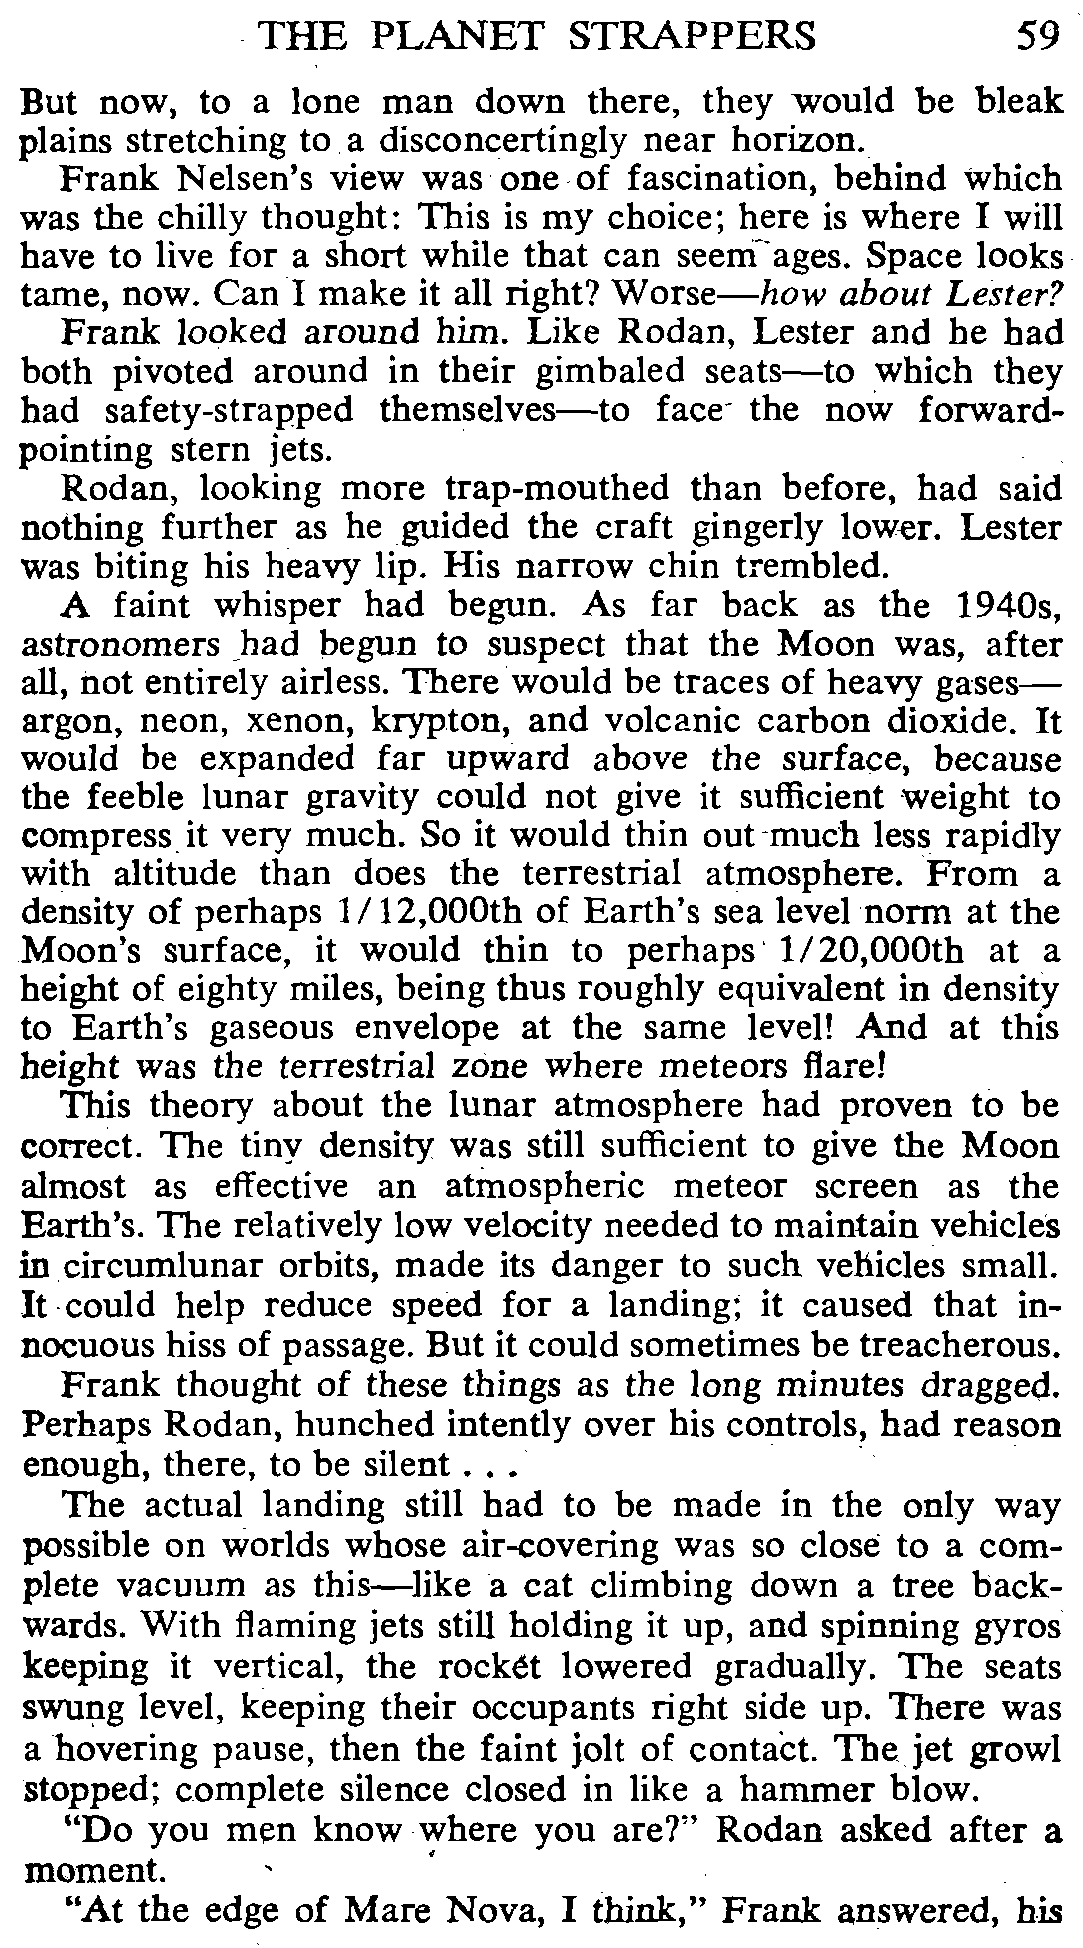 THE PLANET STRAPPERS 59
But now, to a lone man down there, they would be bleak
plains stretching to a disconcertingly near horizon.
Frank Nelsen's view was one of fascination, behind which
was the chilly thought: This is my choice; here is where I will
have to live for a short while that can seem ages. Space looks
tame, now. Can I make it all right? Worse—how about Lester?
Frank looked around him. Like Rodan, Lester and he had
both pivoted around in their gimbaled seats—to which they
had safety-strapped themselves—to face the now forward-
pointing stern jets.
Rodan, looking more trap-mouthed than before, had said
nothing further as he guided the craft gingerly lower. Lester
was biting his heavy lip. His narrow chin trembled.
A faint whisper had begun. As far back as the 1940s,
astronomers had begun to suspect that the Moon was, after
all, not entirely airless. There would be traces of heavy gases—
argon, neon, xenon, krypton, and volcanic carbon dioxide. It
would be expanded far upward above the surface, because
the feeble lunar gravity could not give it sufficient weight to
compress it very much. So it would thin out much less rapidly
with altitude than does the terrestrial atmosphere. From a
density of perhaps 1/12,000th of Earth's sea level norm at the
Moon's surface, it would thin to perhaps 1/20,000th at a
height of eighty miles, being thus roughly equivalent in density
to Earth's gaseous envelope at the same level! And at this
height was the terrestrial zone where meteors flare!
This theory about the lunar atmosphere had proven to be
correct. The tiny density was still sufficient to give the Moon
almost as effective an atmospheric meteor screen as the
Earth's. The relatively low velocity needed to maintain vehicles
in circumlunar orbits, made its danger to such vehicles small.
It could help reduce speed for a landing; it caused that in-
nocuous hiss of passage. But it could sometimes be treacherous.
Frank thought of these things as the long minutes dragged.
Perhaps Rodan, hunched intently over his controls, had reason
enough, there, to be silent . . .
The actual landing still had to be made in the only way
possible on worlds whose air-covering was so close to a com-
plete vacuum as this—like a cat climbing down a tree back-
wards. With flaming jets still holding it up, and spinning gyros
keeping it vertical, the rocket lowered gradually. The seats
swung level, keeping their occupants right side up. There was
a hovering pause, then the faint jolt of contact. The jet growl
stopped; complete silence closed in like a hammer blow.
"Do you men know where you are?" Rodan asked after a
moment.
"At the edge of Mare Nova, I think," Frank answered, his